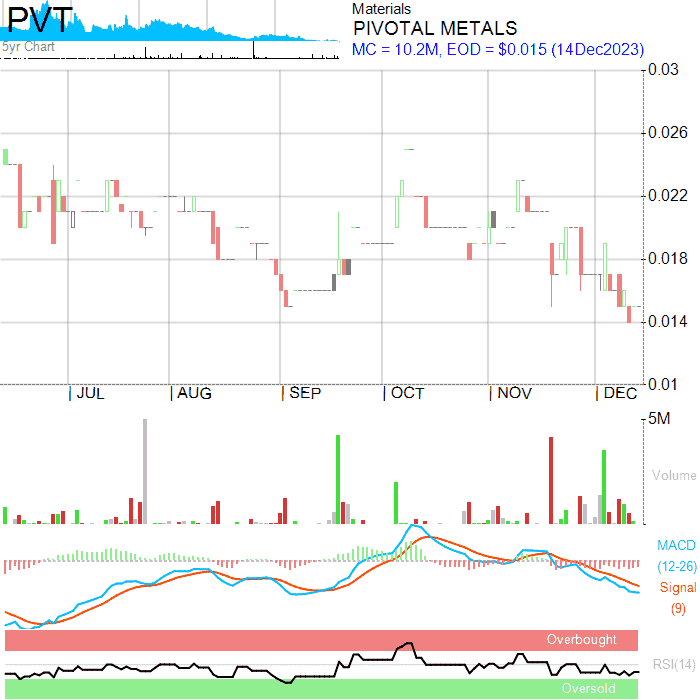 PVT
5yr Chart
Materials
PIVOTAL METALS
MC = 10.2M, EOD = $0.015 (14Dec2023)
0.03
0.026
0.022
0.018
0.014
0.01
JUL AUG SEP OCT NOV DEC
5M
Volume
MACD
(12-26)
Signal
(9)
Overbought
RSI(14)
Oversold